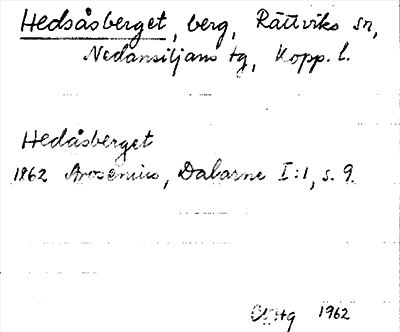 Hedsåsberget, berg, Rättviks sn,
Nedansiljans tg, Kopp. l.
Hedåsberget
1862 Arosenius, Dalarne I:1, s. 9.
1962